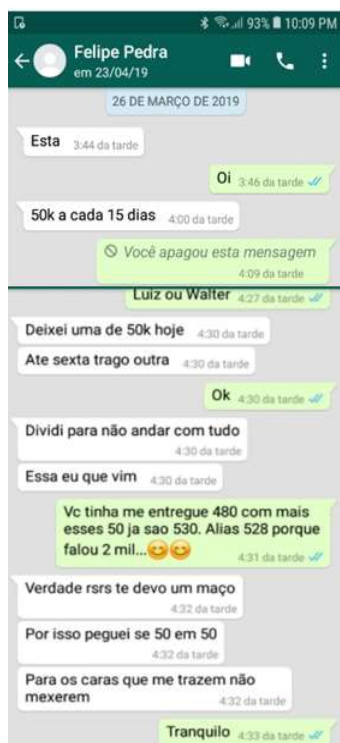 93% 10:09 PM
Felipe Pedra
em 23/04/19
26 DE MARÇO DE 2019
Esta 3:44 da tarde
Oi 3:46 da tarde
50k a cada 15 dias 4:00 da tarde
Você apagou esta mensagem
4:09 da tarde
Luiz ou Walter 4:27 da tarde
Deixei uma de 50k hoje 4:30 da tarde
Ate sexta trago outra 4:30 da tarde
Ok 4:30 da tarde
Dividi para não andar com tudo
4:30 da tarde
Essa eu que vim 4:30 da tarde
Vc tinha me entregue 480 com mais
esses 50 ja sao 530. Alias 528 porque
falou 2 mil...😊😊 4:31 da tarde
Verdade rsrs te devo um maço
4:32 da tarde
Por isso peguei se 50 em 50
4:32 da tarde
Para os caras que me trazem não
mexerem 4:32 da tarde
Tranquilo 4:33 da tarde